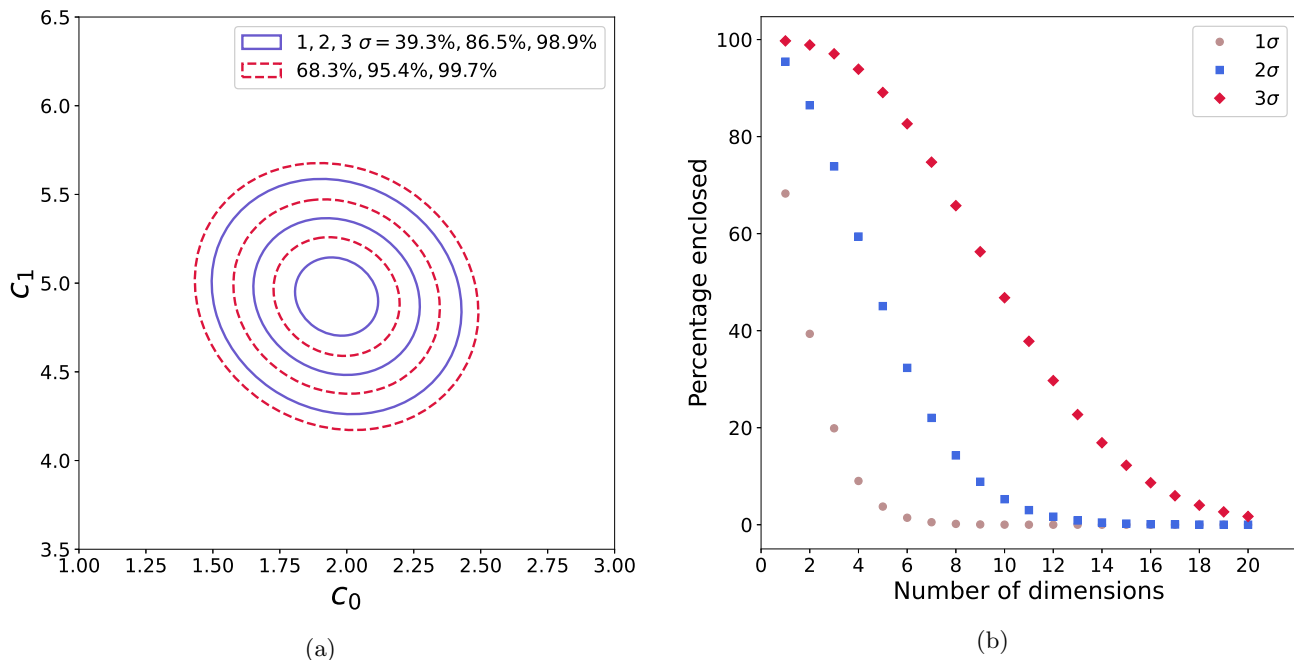 6.5
6.0
5.5
5.0
4.5
4.0
3.5
c₁
1.00 1.25 1.50 1.75 2.00 2.25 2.50 2.75 3.00
c₀
1, 2, 3 σ = 39.3%, 86.5%, 98.9%
68.3%, 95.4%, 99.7%
(a)
100
80
60
40
20
0
Percentage enclosed
0 2 4 6 8 10 12 14 16 18 20
Number of dimensions
1σ
2σ
3σ
(b)